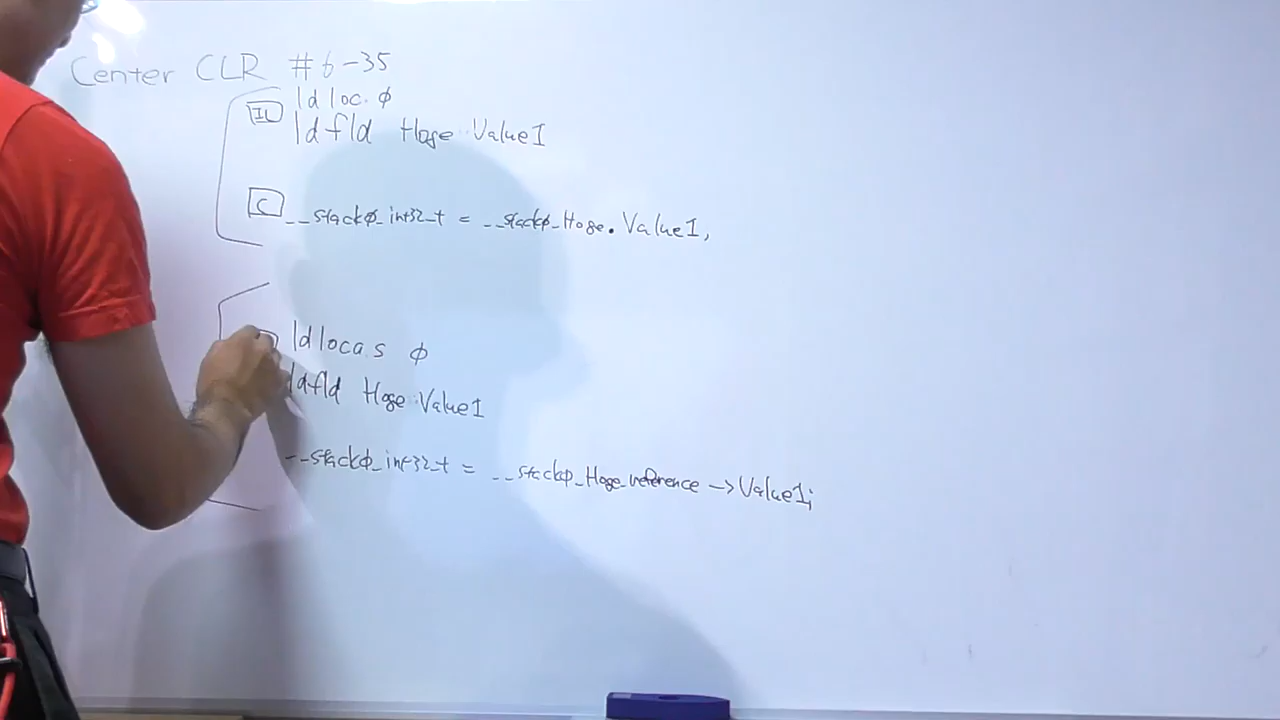 Center CLR #6-35
IL ldloc.0
ldfld Hoge::Value1
C __stack0_int32_t = __stack0_Hoge.Value1;
ldloca.s 0
ldfld Hoge::Value1
__stack0_int32_t = __stack0_Hoge_reference->Value1;